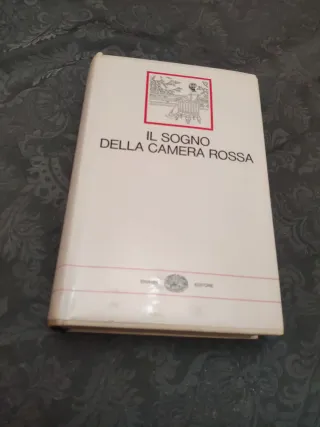 IL SOGNO
DELLA CAMERA ROSSA
EINAUDI EDITORE